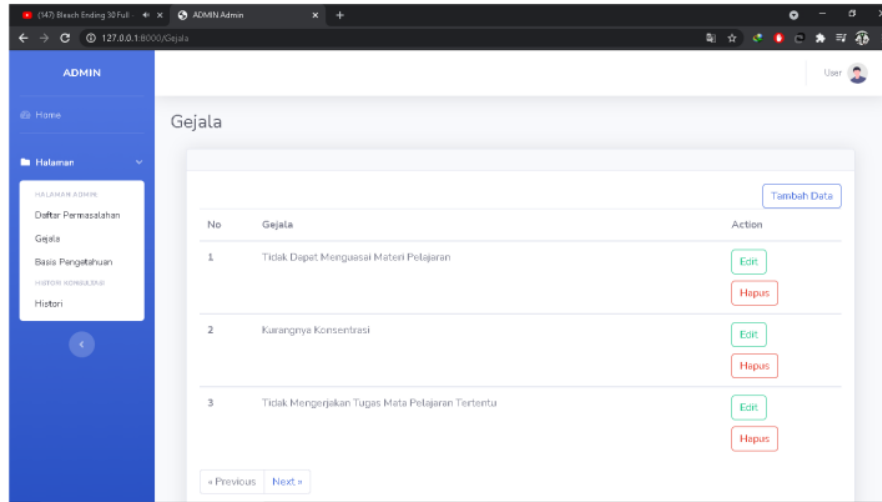 (147) Bleach Ending 30 Full
ADMIN Admin
127.0.0.1:8000/Gejala
ADMIN
User
Home
Gejala
Halaman
HALAMAN ADMIN:
Tambah Data
Daftar Permasalahan
No Gejala Action
Gejala
Basis Pengetahuan
1 Tidak Dapat Menguasai Materi Pelajaran Edit
HISTORI KONSULTASI
Hapus
Histori
2 Kurangnya Konsentrasi Edit
Hapus
3 Tidak Mengerjakan Tugas Mata Pelajaran Tertentu Edit
Hapus
« Previous Next »